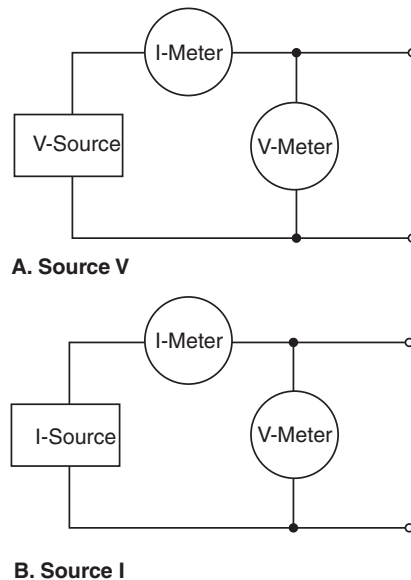 I-Meter
V-Source
V-Meter
A. Source V
I-Meter
I-Source
V-Meter
B. Source I